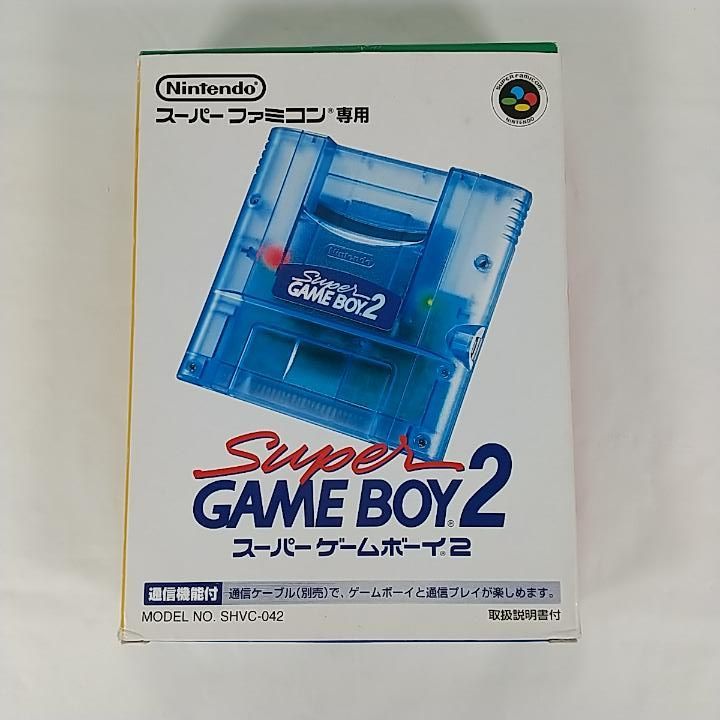 Nintendo®
スーパーファミコン®専用
SUPER FAMICOM
NINTENDO
Nintendo
Super
GAME BOY.2
Super
GAME BOY®2
スーパーゲームボーイ®2
通信機能付 通信ケーブル(別売)で、ゲームボーイと通信プレイが楽しめます。
MODEL NO. SHVC-042 取扱説明書付